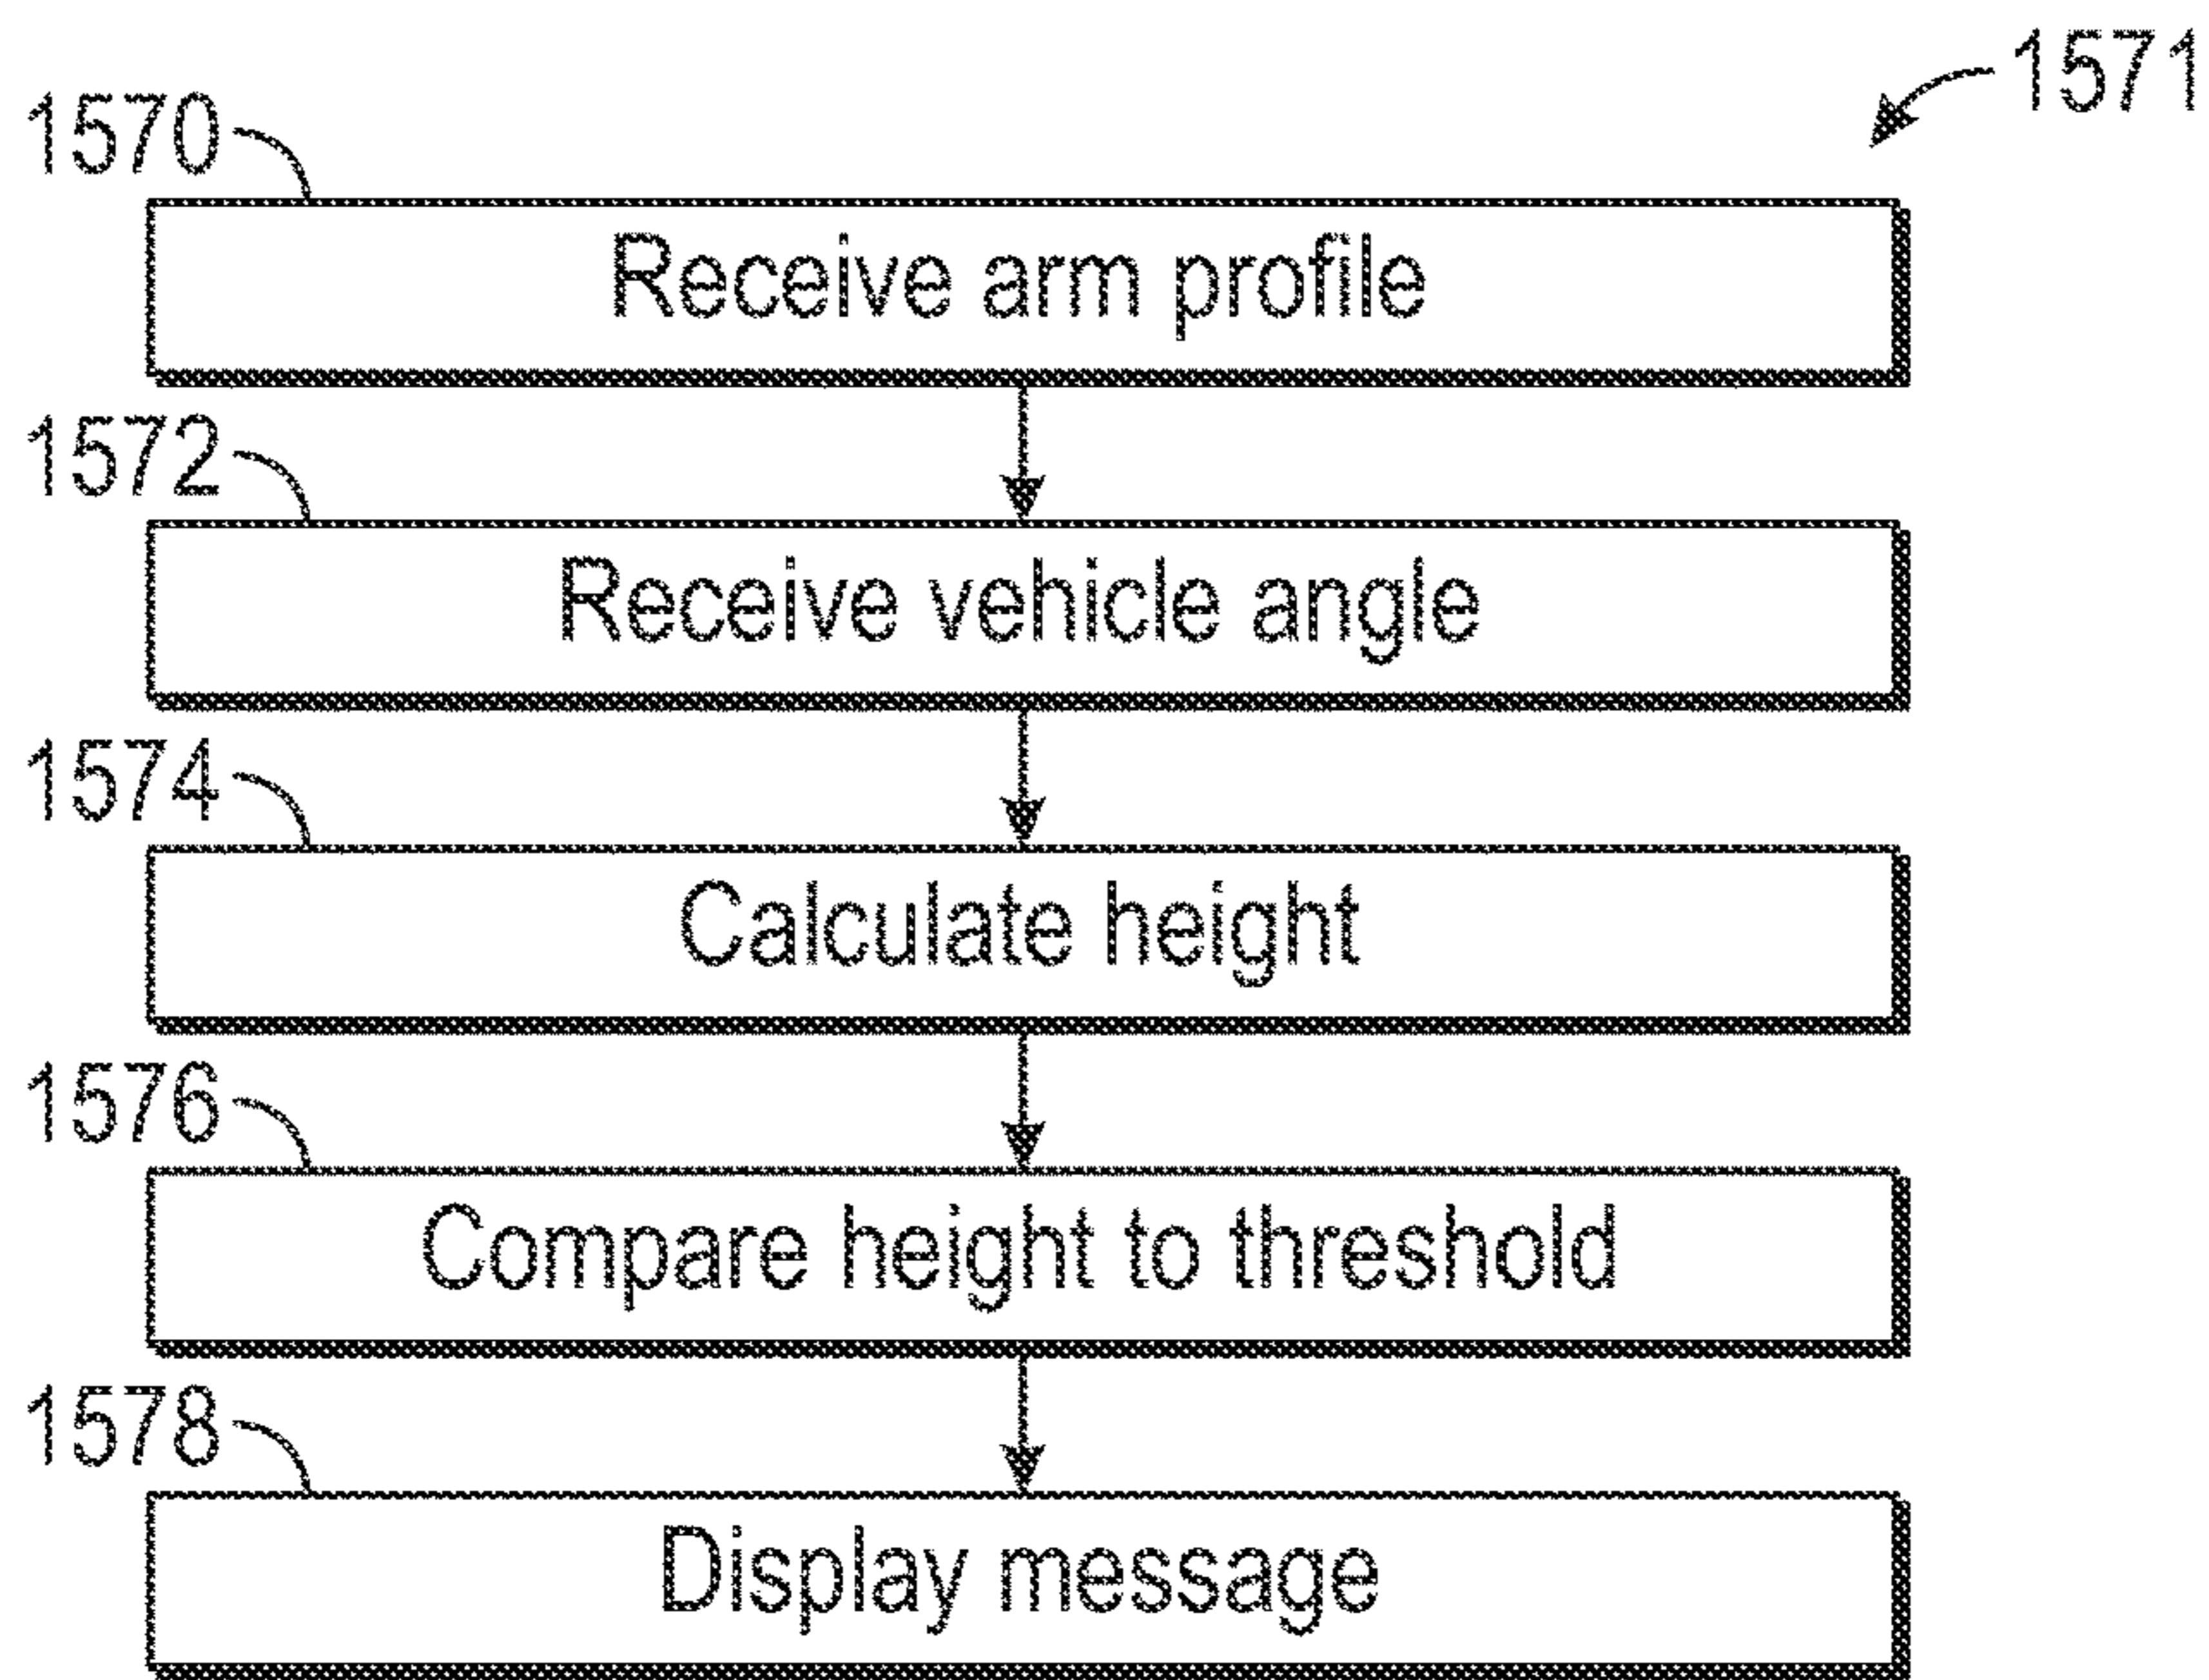 1571
1570
Receive arm profile
1572
Receive vehicle angle
1574
Calculate height
1576
Compare height to threshold
1578
Display message